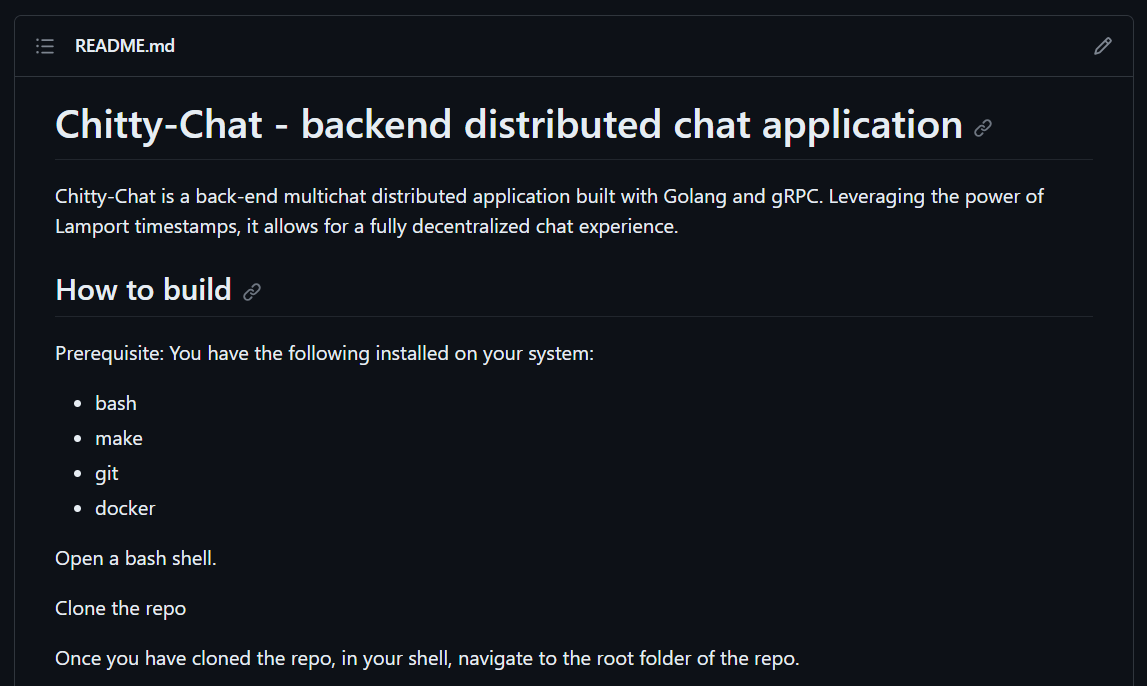 README.md
Chitty-Chat - backend distributed chat application
Chitty-Chat is a back-end multichat distributed application built with Golang and gRPC. Leveraging the power of
Lamport timestamps, it allows for a fully decentralized chat experience.
How to build
Prerequisite: You have the following installed on your system:
bash
make
git
docker
Open a bash shell.
Clone the repo
Once you have cloned the repo, in your shell, navigate to the root folder of the repo.